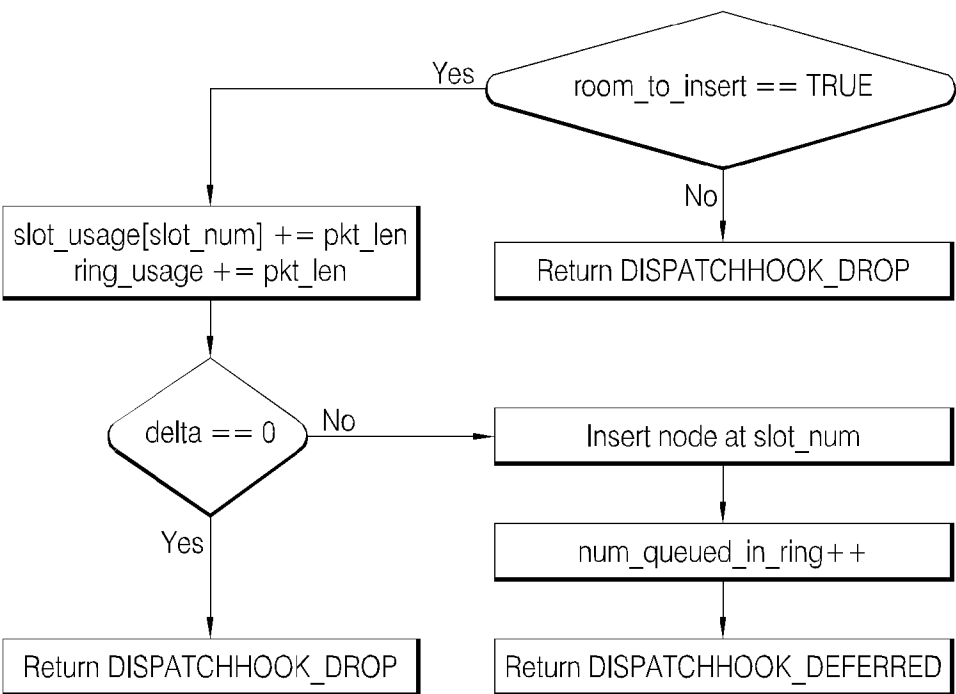 room_to_insert == TRUE
Yes
No
slot_usage[slot_num] += pkt_len
ring_usage += pkt_len
Return DISPATCHHOOK_DROP
delta == 0
No
Insert node at slot_num
Yes
num_queued_in_ring++
Return DISPATCHHOOK_DROP
Return DISPATCHHOOK_DEFERRED